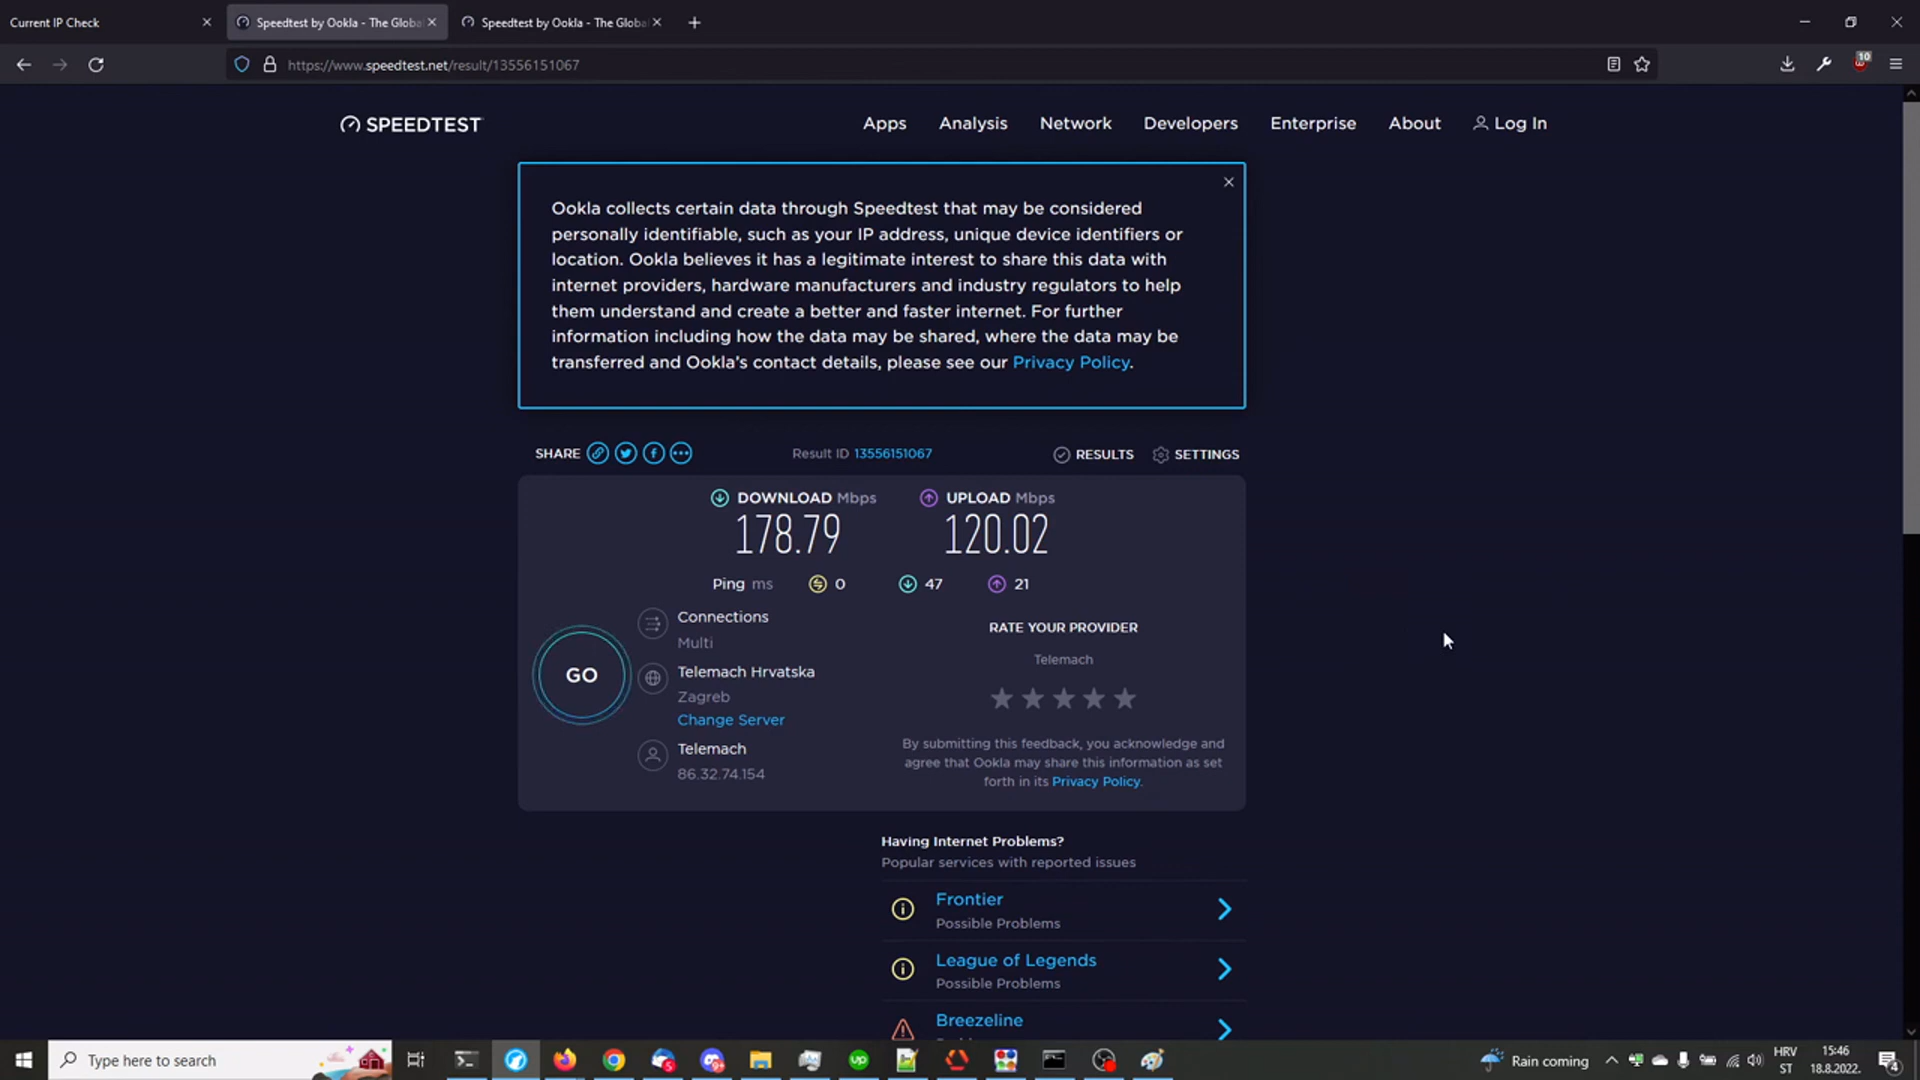 Current IP Check
Speedtest by Ookla - The Global
Speedtest by Ookla - The Global
https://www.speedtest.net/result/13556151067
10
SPEEDTEST
Apps
Analysis
Network
Developers
Enterprise
About
Log In
Ookla collects certain data through Speedtest that may be considered
personally identifiable, such as your IP address, unique device identifiers or
location. Ookla believes it has a legitimate interest to share this data with
internet providers, hardware manufacturers and industry regulators to help
them understand and create a better and faster internet. For further
information including how the data may be shared, where the data may be
transferred and Ookla's contact details, please see our Privacy Policy.
SHARE
Result ID 13556151067
RESULTS
SETTINGS
DOWNLOAD Mbps
UPLOAD Mbps
178.79
120.02
Ping ms
0
47
21
GO
Connections
Multi
Telemach Hrvatska
Zagreb
Change Server
Telemach
86.32.74.154
RATE YOUR PROVIDER
Telemach
By submitting this feedback, you acknowledge and
agree that Ookla may share this information as set
forth in its Privacy Policy.
Having Internet Problems?
Popular services with reported issues
Frontier
Possible Problems
League of Legends
Possible Problems
Breezeline
Type here to search
up
Rain coming
HRV
ST
15:46
18.8.2022.
4